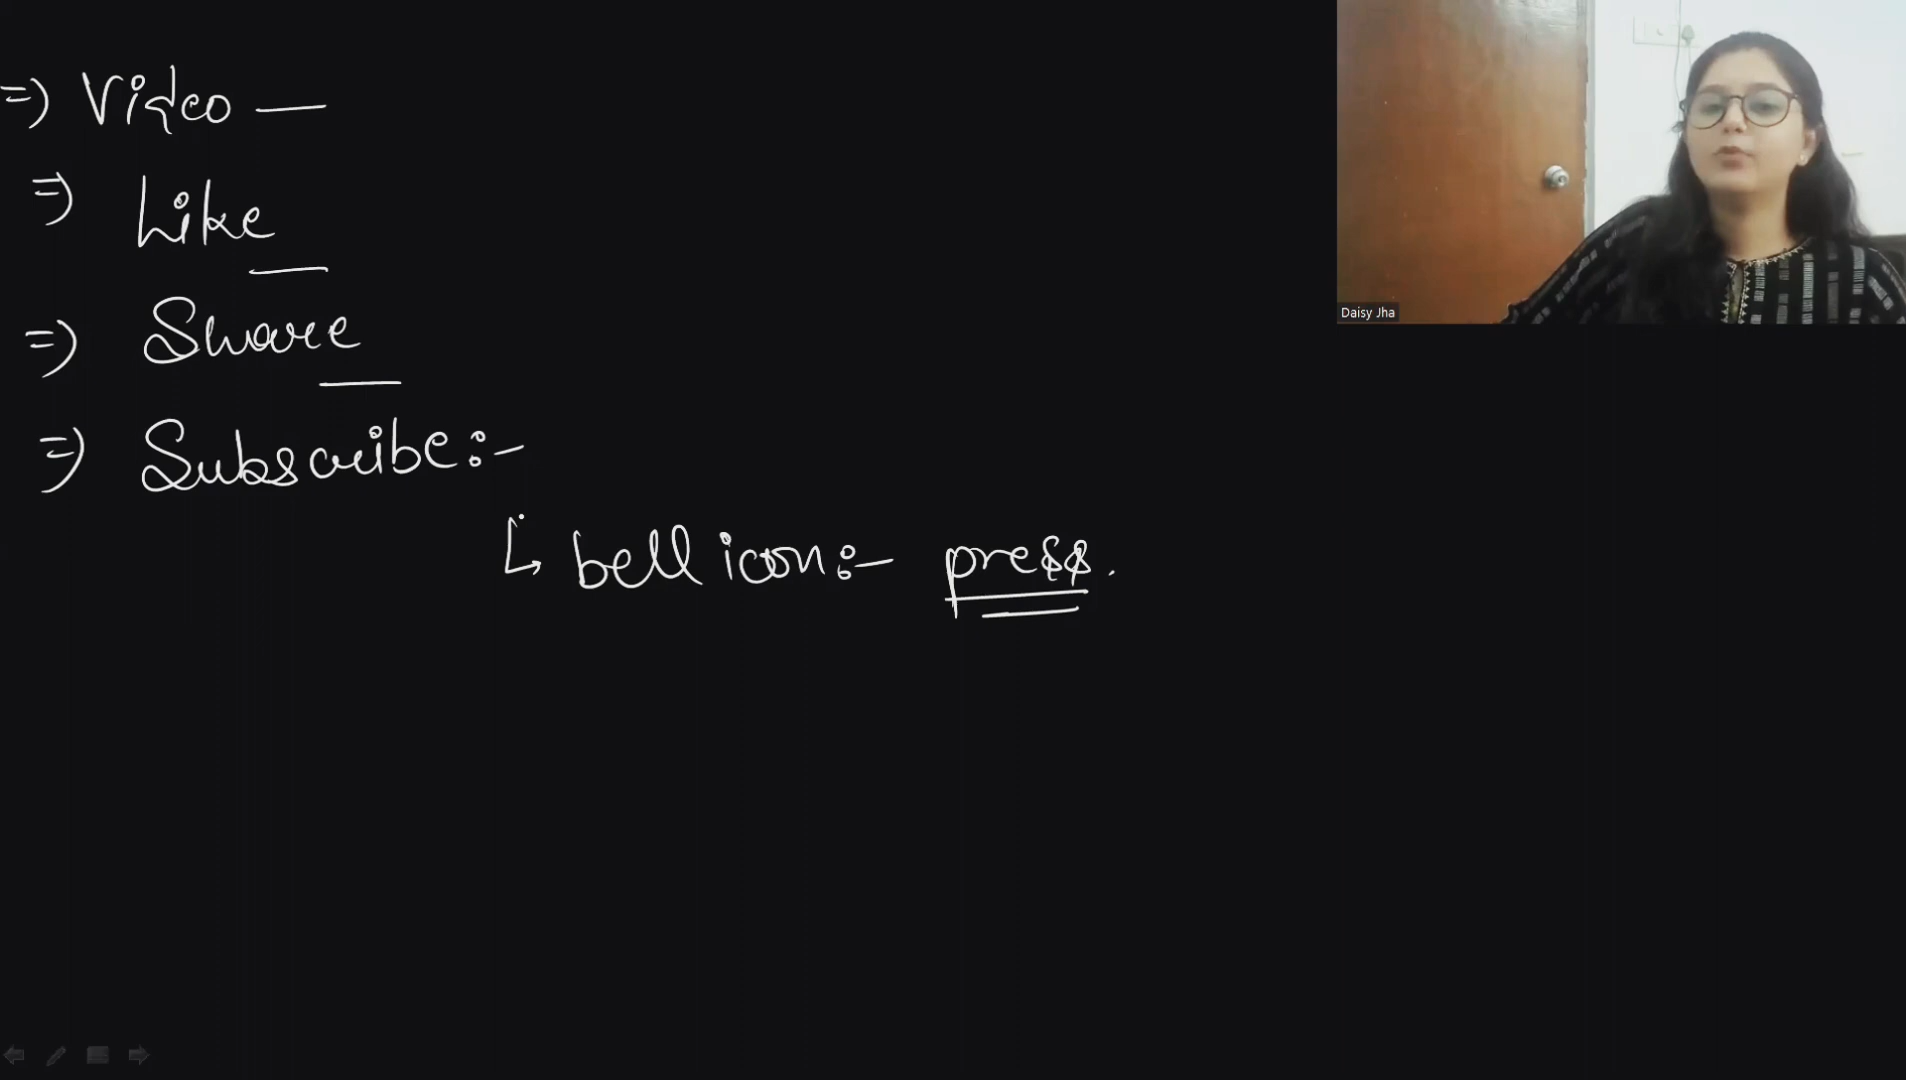 => Video —
=> Like
=> Share
=> Subscribe :-
↳ bell icon :- press.
Daisy Jha